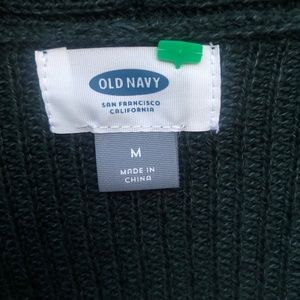 OLD NAVY
SAN FRANCISCO
CALIFORNIA
M
MADE IN
CHINA